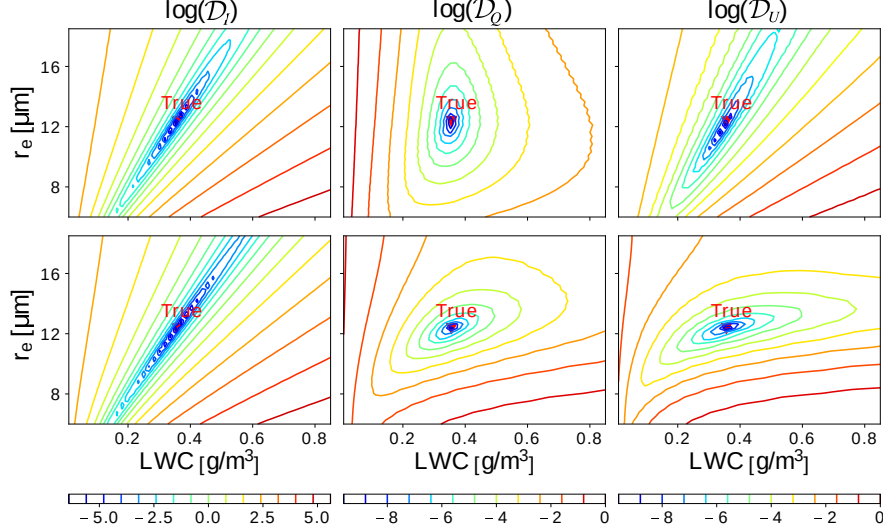 log(𝒟_I) log(𝒟_Q) log(𝒟_U)
16
12
8
r_e [μm]
True
True
True
16
12
8
r_e [μm]
True
True
True
0.2 0.4 0.6 0.8
0.2 0.4 0.6 0.8
0.2 0.4 0.6 0.8
LWC [g/m³] LWC [g/m³] LWC [g/m³]
−5.0 −2.5 0.0 2.5 5.0
−8 −6 −4 −2 0
−8 −6 −4 −2 0